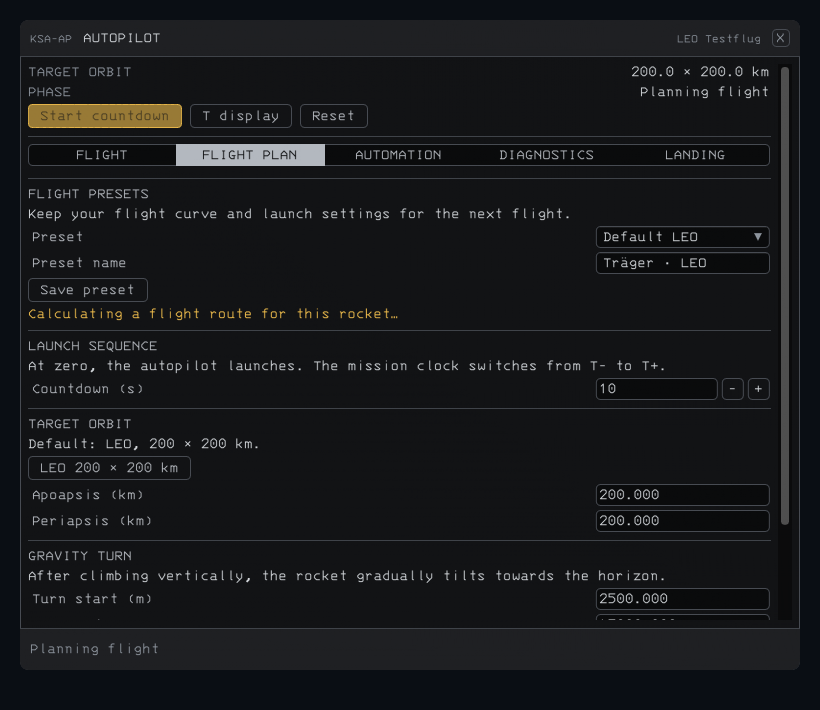 KSA-AP AUTOPILOT LEO Testflug X
TARGET ORBIT 200.0 × 200.0 km
PHASE Planning flight
Start countdown T display Reset
FLIGHT FLIGHT PLAN AUTOMATION DIAGNOSTICS LANDING
FLIGHT PRESETS
Keep your flight curve and launch settings for the next flight.
Preset Default LEO ▼
Preset name Träger · LEO
Save preset
Calculating a flight route for this rocket…
LAUNCH SEQUENCE
At zero, the autopilot launches. The mission clock switches from T- to T+.
Countdown (s) 10 - +
TARGET ORBIT
Default: LEO, 200 × 200 km.
LEO 200 × 200 km
Apoapsis (km) 200.000
Periapsis (km) 200.000
GRAVITY TURN
After climbing vertically, the rocket gradually tilts towards the horizon.
Turn start (m) 2500.000
Planning flight